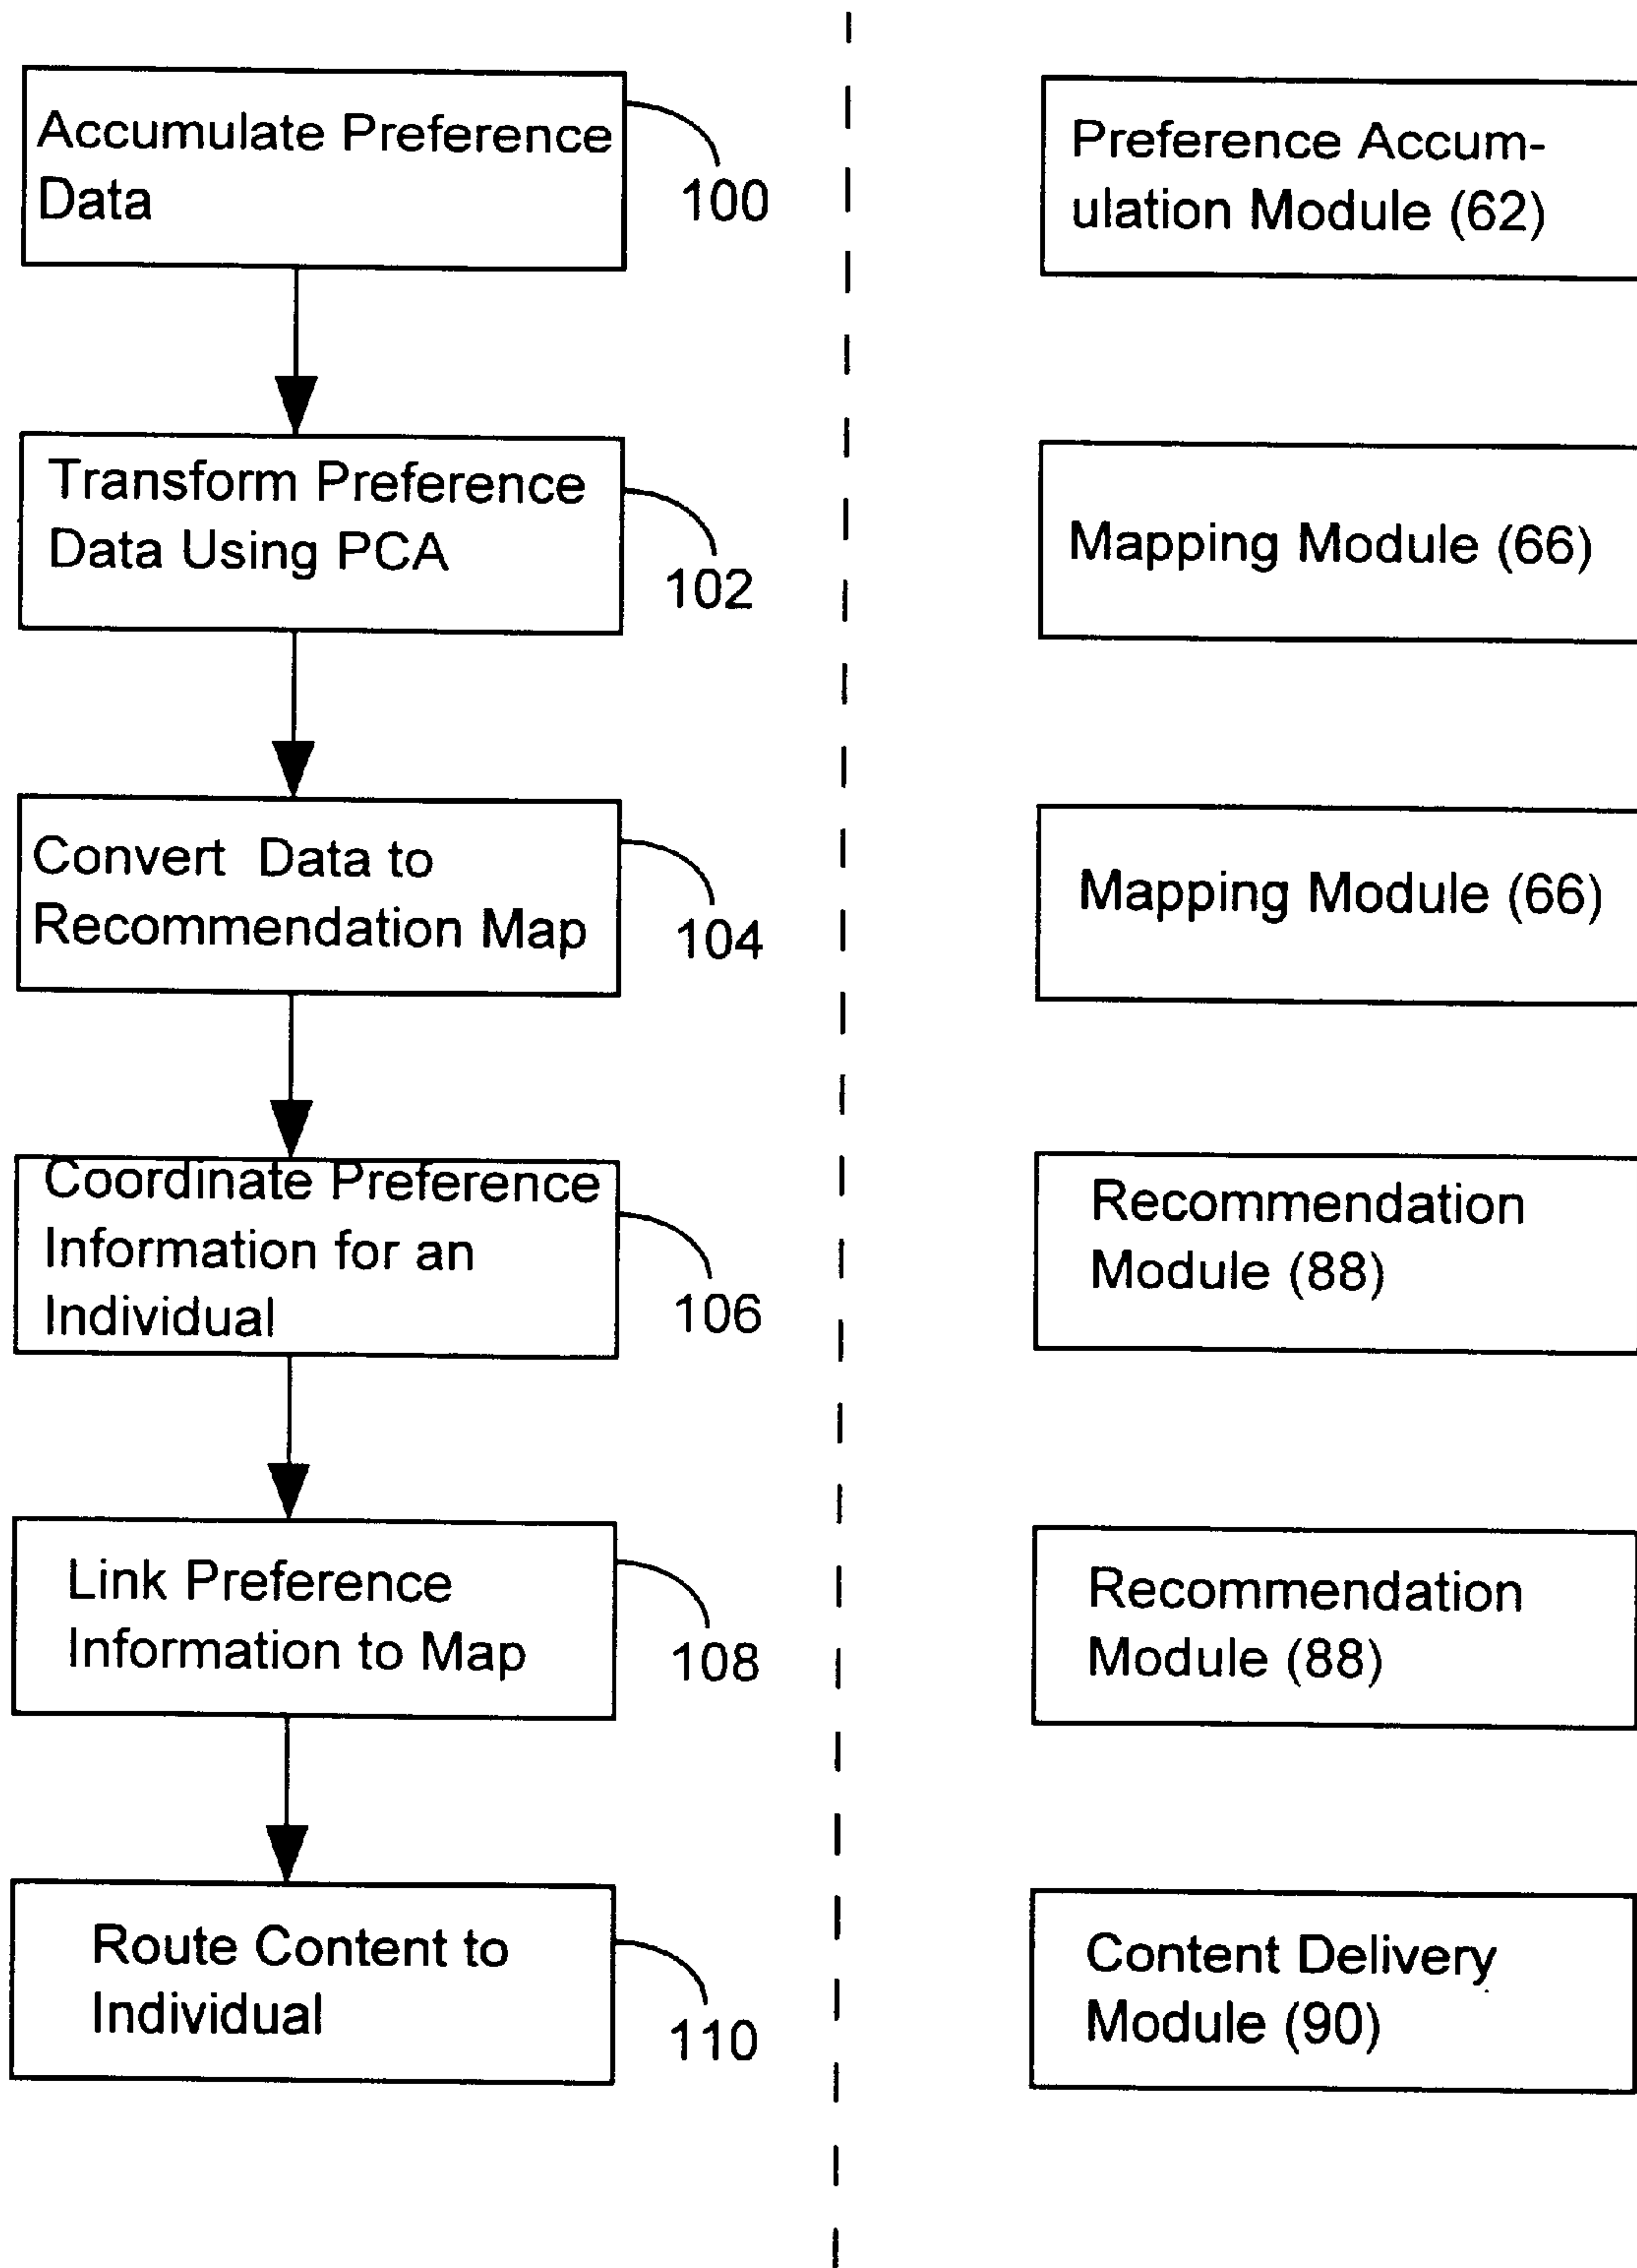 Accumulate Preference
Data
100
Preference Accum-
ulation Module (62)
Transform Preference
Data Using PCA
102
Mapping Module (66)
Convert Data to
Recommendation Map
104
Mapping Module (66)
Coordinate Preference
Information for an
Individual
106
Recommendation
Module (88)
Link Preference
Information to Map
108
Recommendation
Module (88)
Route Content to
Individual
110
Content Delivery
Module (90)